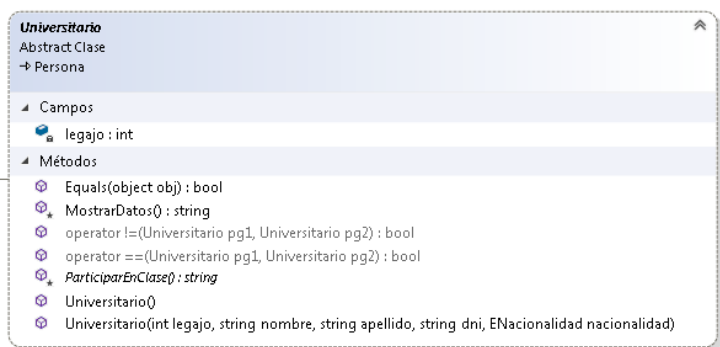 Universitario
Abstract Clase
Persona
Campos
legajo : int
Métodos
Equals(object obj) : bool
MostrarDatos() : string
operator !=(Universitario pg1, Universitario pg2) : bool
operator ==(Universitario pg1, Universitario pg2) : bool
ParticiparEnClase() : string
Universitario()
Universitario(int legajo, string nombre, string apellido, string dni, ENacionalidad nacionalidad)